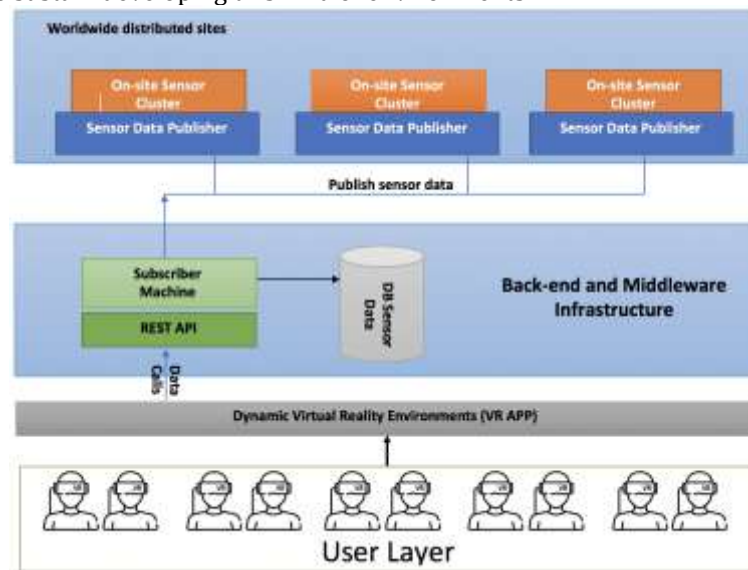 Worldwide distributed sites
On-site Sensor
Cluster
Sensor Data Publisher
On-site Sensor
Cluster
Sensor Data Publisher
On-site Sensor
Cluster
Sensor Data Publisher
Publish sensor data
Subscriber
Machine
REST API
DB Sensor
Data
Back-end and Middleware
Infrastructure
Data
Calls
Dynamic Virtual Reality Environments (VR APP)
User Layer